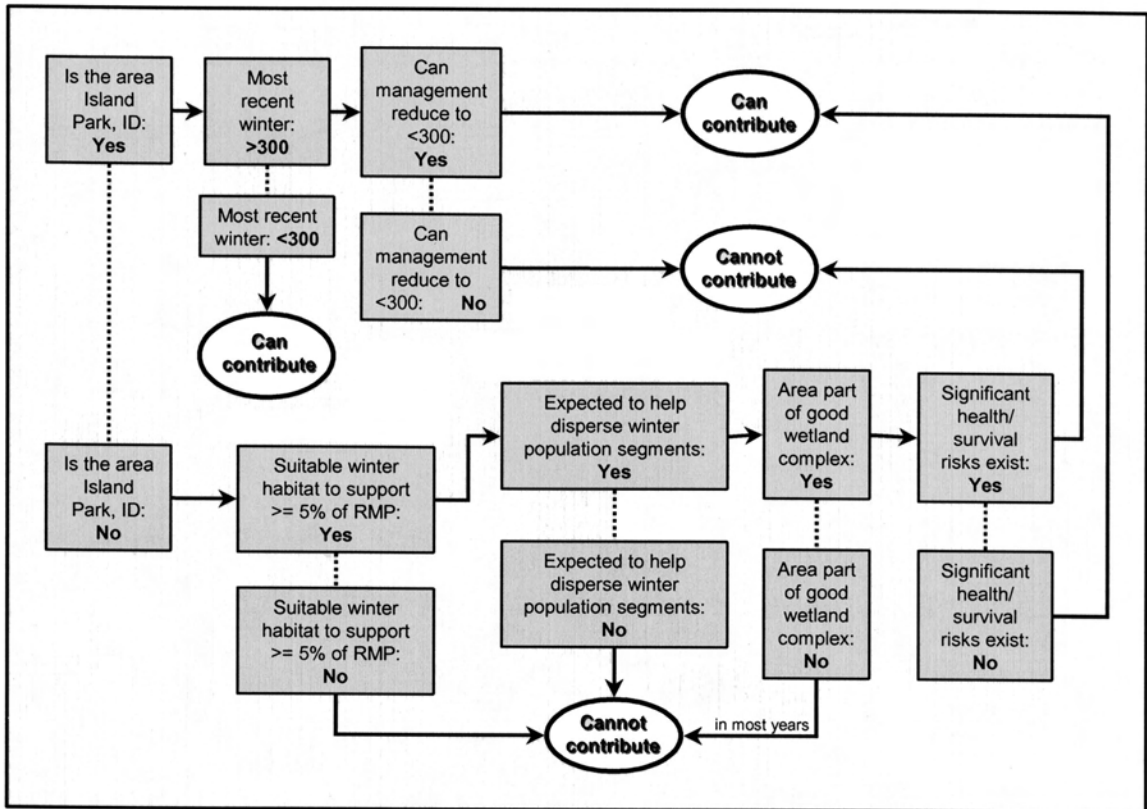 Is the area
Island
Park, ID:
Yes
Most
recent
winter:
>300
Can
management
reduce to
<300:
Yes
Can
contribute
Most recent
winter: <300
Can
management
reduce to
<300: No
Cannot
contribute
Can
contribute
Is the area
Island
Park, ID:
No
Suitable winter
habitat to support
>= 5% of RMP:
Yes
Expected to help
disperse winter
population segments:
Yes
Area part
of good
wetland
complex:
Yes
Significant
health/
survival
risks exist:
Yes
Suitable winter
habitat to support
>= 5% of RMP:
No
Expected to help
disperse winter
population segments:
No
Area part
of good
wetland
complex:
No
Significant
health/
survival
risks exist:
No
Cannot
contribute
in most years